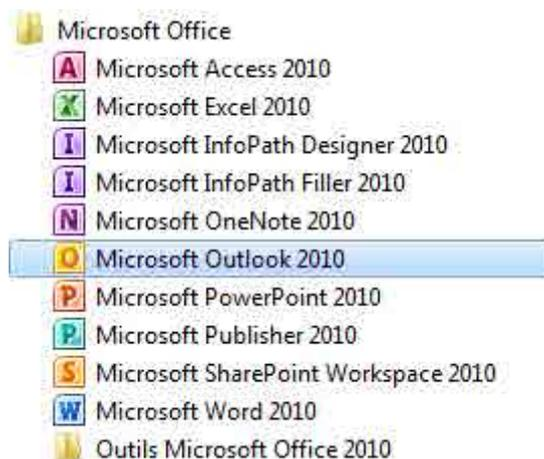 Microsoft Office
Microsoft Access 2010
Microsoft Excel 2010
Microsoft InfoPath Designer 2010
Microsoft InfoPath Filler 2010
Microsoft OneNote 2010
Microsoft Outlook 2010
Microsoft PowerPoint 2010
Microsoft Publisher 2010
Microsoft SharePoint Workspace 2010
Microsoft Word 2010
Outils Microsoft Office 2010